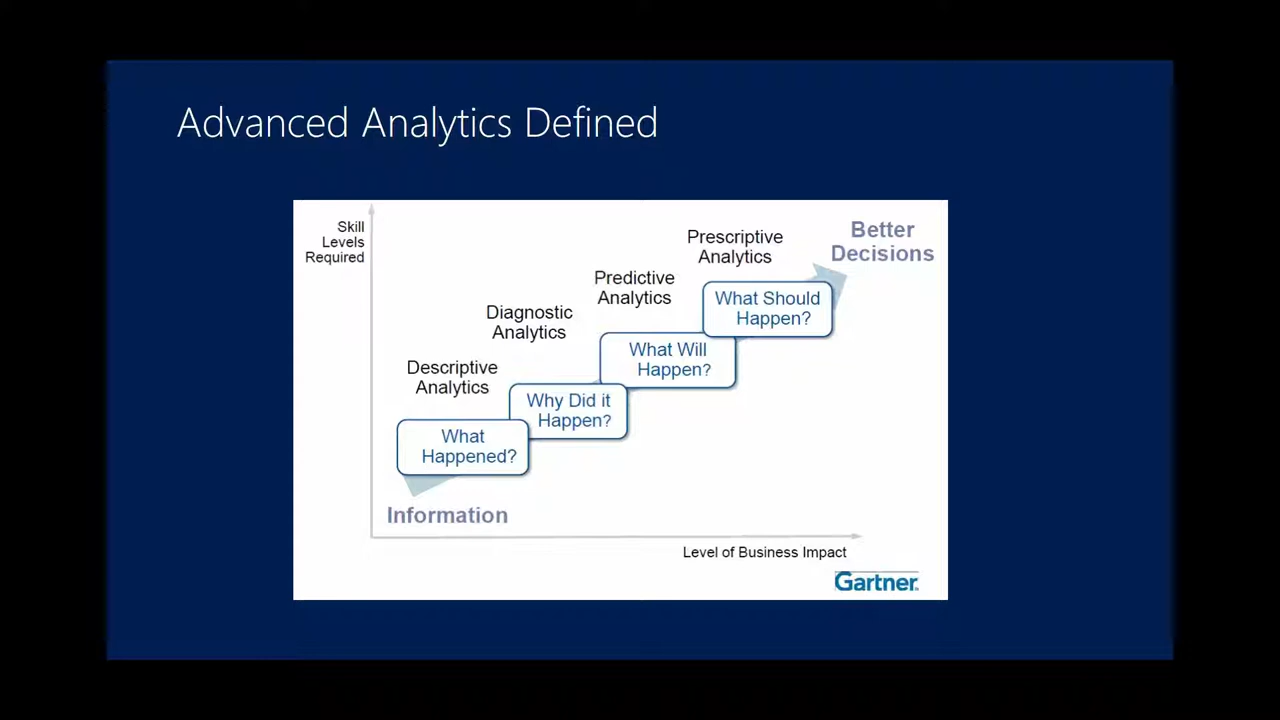 Advanced Analytics Defined
Skill
Levels
Required
Prescriptive
Analytics
Better
Decisions
Predictive
Analytics
What Should
Happen?
Diagnostic
Analytics
What Will
Happen?
Descriptive
Analytics
Why Did it
Happen?
What
Happened?
Information
Level of Business Impact
Gartner.